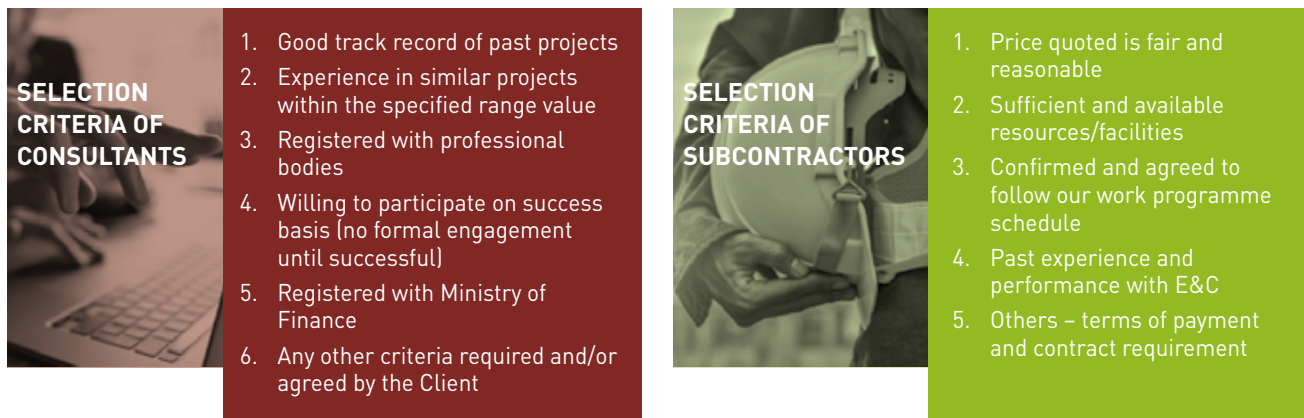 SELECTION
CRITERIA OF
CONSULTANTS
1. Good track record of past projects
2. Experience in similar projects
within the specified range value
3. Registered with professional
bodies
4. Willing to participate on success
basis (no formal engagement
until successful)
5. Registered with Ministry of
Finance
6. Any other criteria required and/or
agreed by the Client
SELECTION
CRITERIA OF
SUBCONTRACTORS
1. Price quoted is fair and
reasonable
2. Sufficient and available
resources/facilities
3. Confirmed and agreed to
follow our work programme
schedule
4. Past experience and
performance with E&C
5. Others – terms of payment
and contract requirement